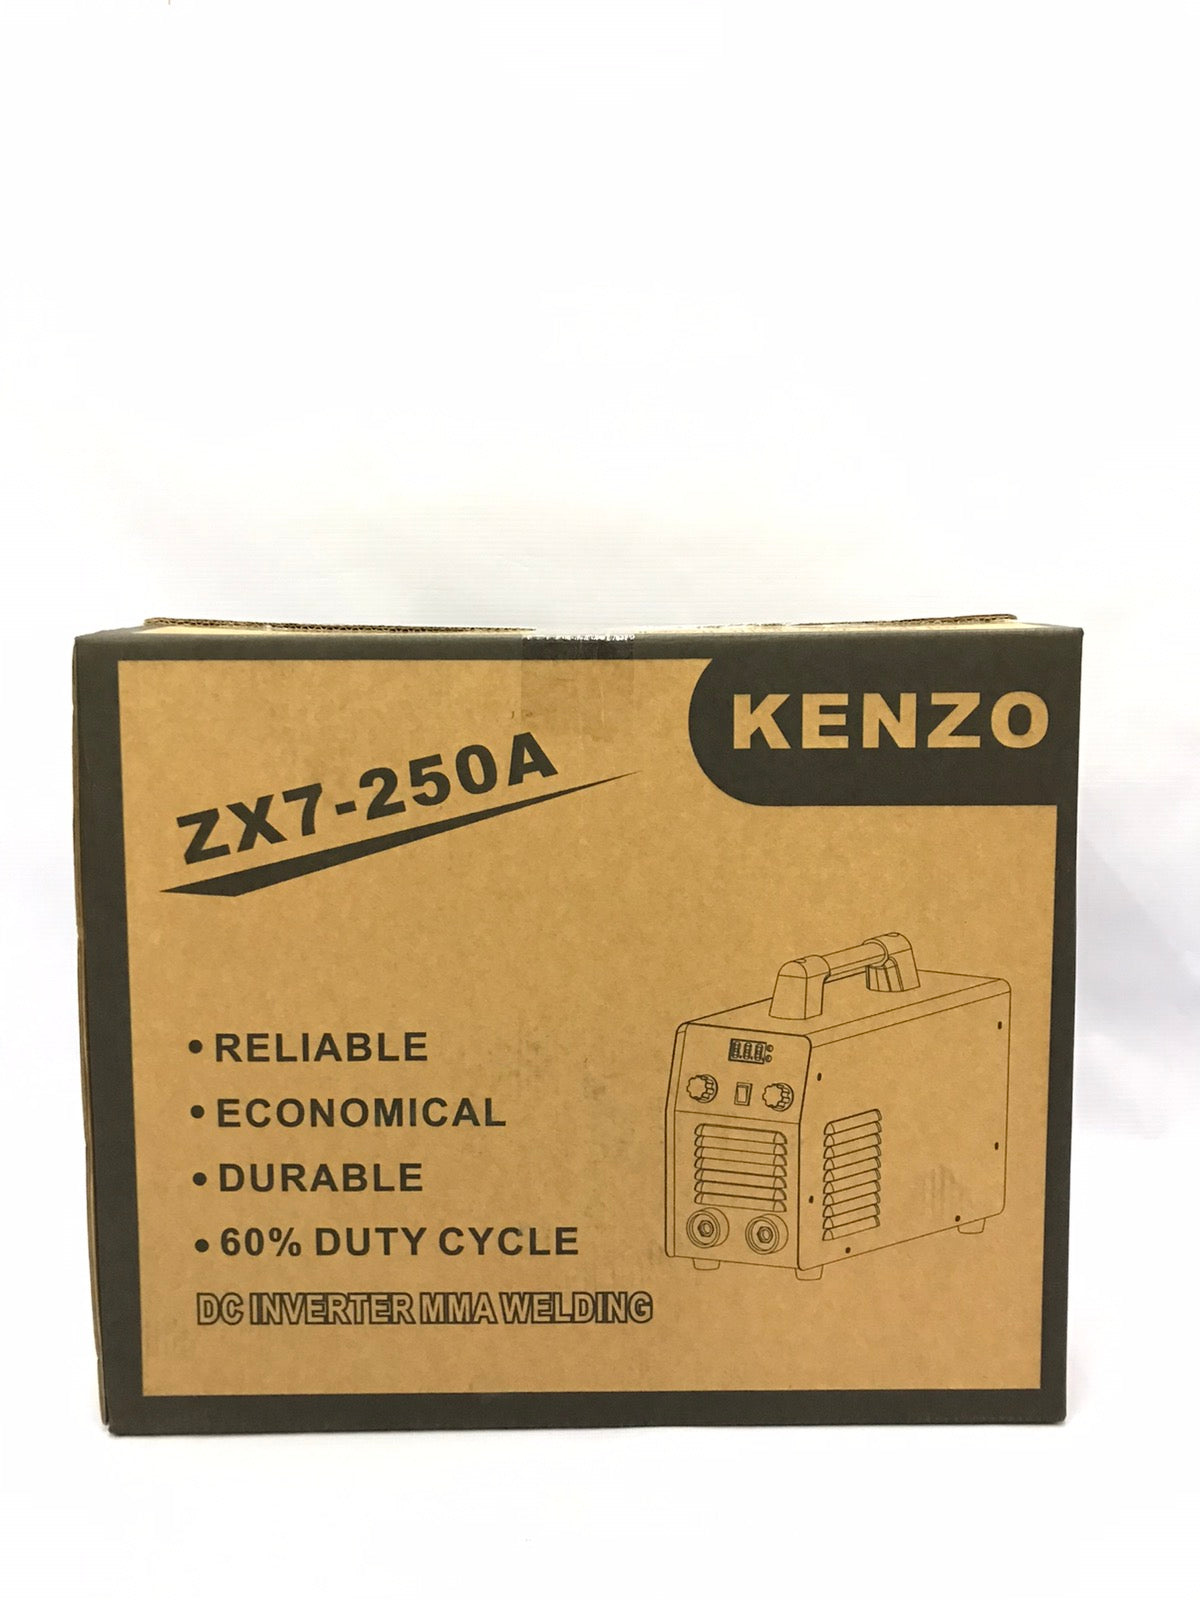 KENZO
ZX7-250A
• RELIABLE
• ECONOMICAL
• DURABLE
• 60% DUTY CYCLE
DC INVERTER MMA WELDING